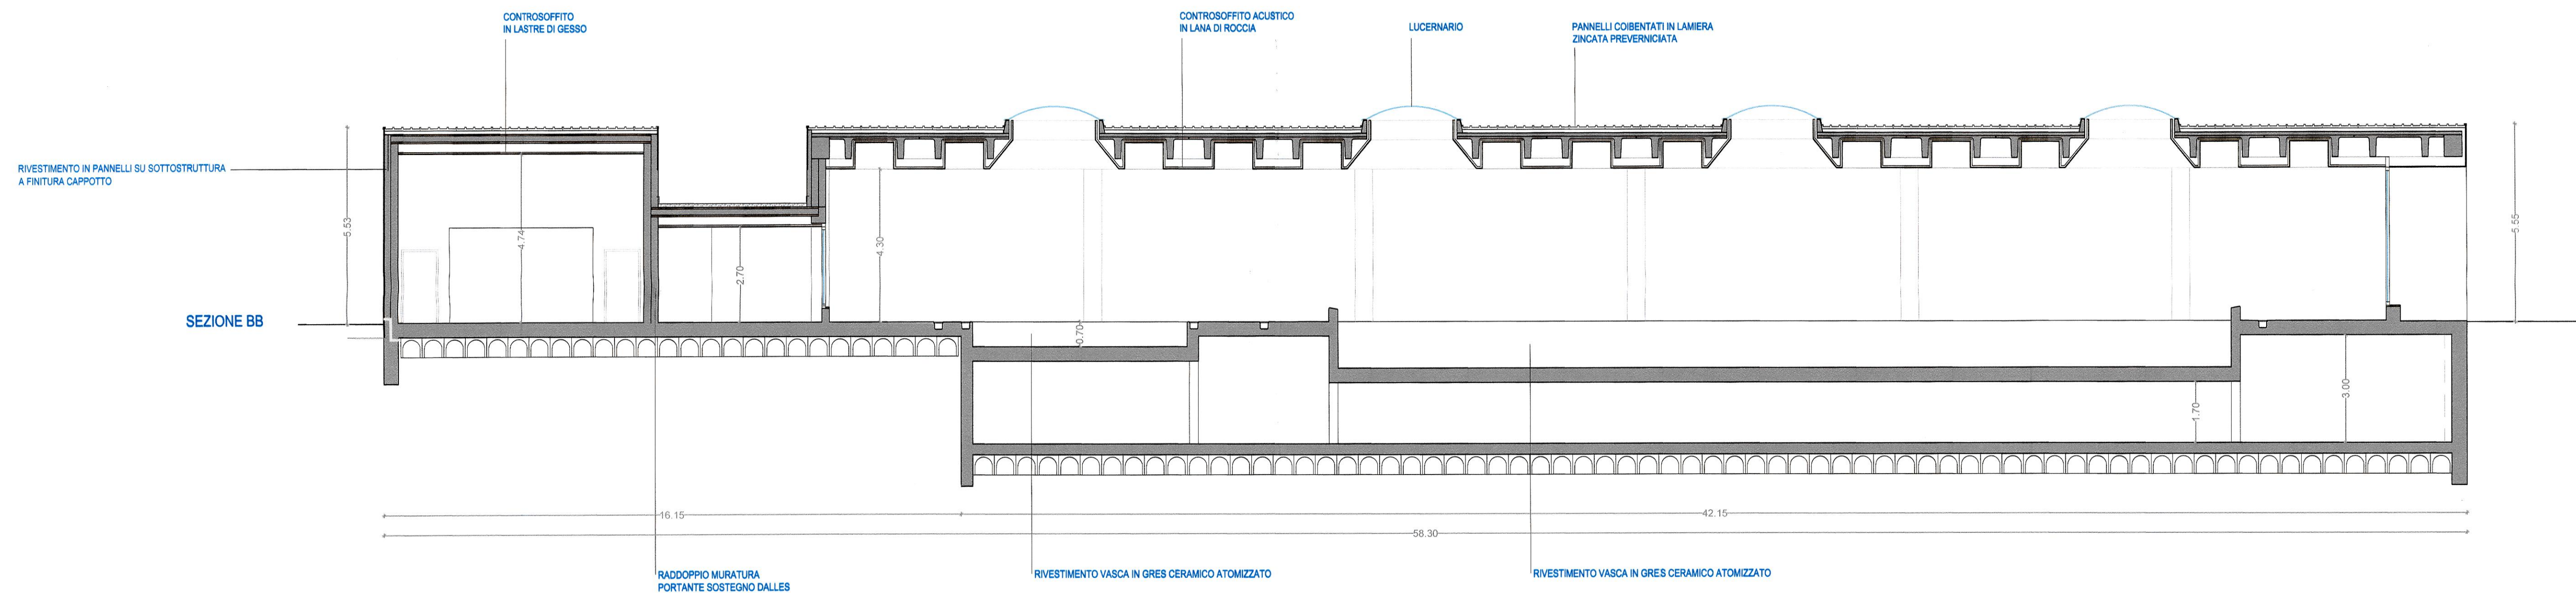 CONTROSOFFITO
IN LASTRE DI GESSO
CONTROSOFFITO ACUSTICO
IN LANA DI ROCCIA
LUCERNARIO
PANNELLI COIBENTATI IN LAMIERA
ZINCATA PREVERNICIIATA
RIVESTIMENTO IN PANNELLI SU SOTTOSTRUTTURA
A FINITURA CAPPOTTO
5.53
4.74
2.70
4.30
5.55
SEZIONE BB
0.70
1.70
3.00
16.15
42.15
58.30
RADDOPPIO MURATURA
PORTANTE SOSTEGNO DALLES
RIVESTIMENTO VASCA IN GRES CERAMICO ATOMIZZATO
RIVESTIMENTO VASCA IN GRES CERAMICO ATOMIZZATO